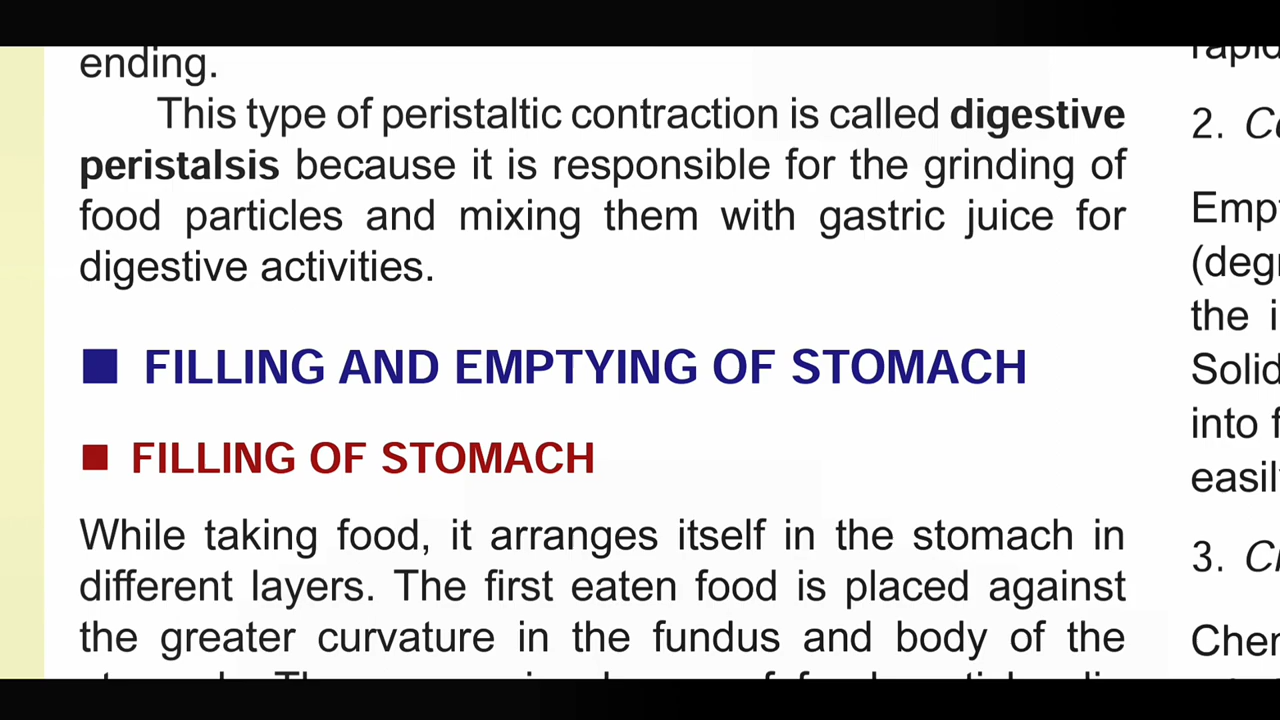 ending.
This type of peristaltic contraction is called digestive
peristalsis because it is responsible for the grinding of
food particles and mixing them with gastric juice for
digestive activities.
FILLING AND EMPTYING OF STOMACH
FILLING OF STOMACH
While taking food, it arranges itself in the stomach in
different layers. The first eaten food is placed against
the greater curvature in the fundus and body of the
2.
the
into
3.